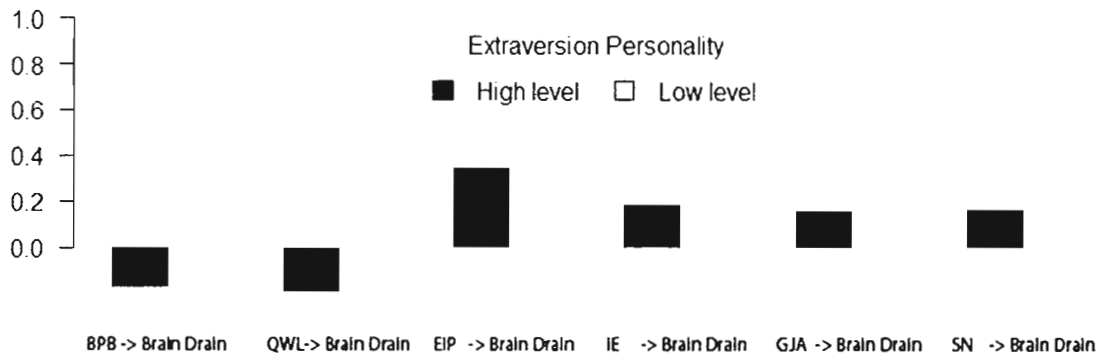 1.0
0.8
0.6
0.4
0.2
0.0
Extraversion Personality
High level Low level
BPB -> Brain Drain QWL-> Brain Drain EIP -> Brain Drain IE -> Brain Drain GJA -> Brain Drain SN -> Brain Drain